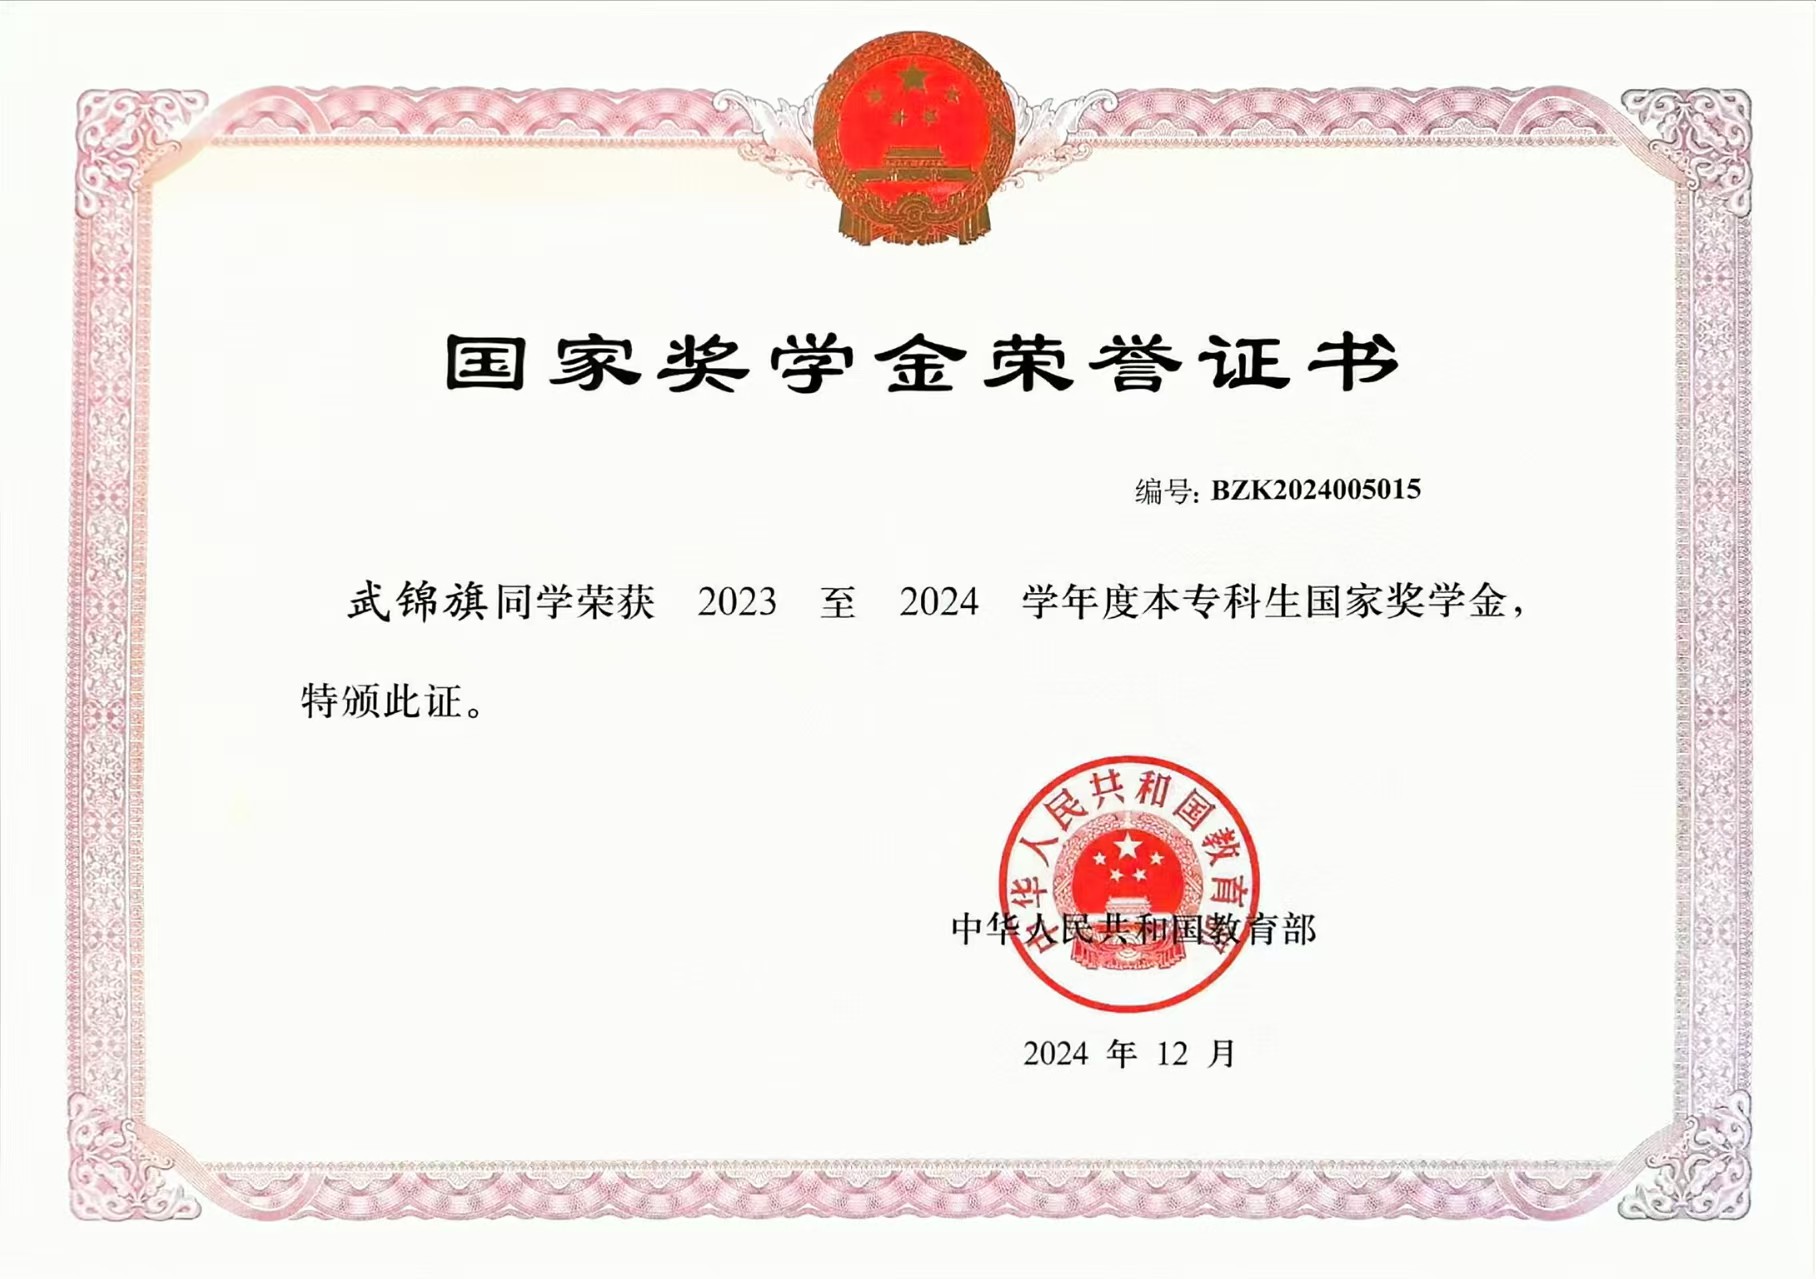 国家奖学金荣誉证书
编号: BZK2024005015
武锦旗同学荣获 2023 至 2024 学年度本专科生国家奖学金，
特颁此证。
中华人民共和国教育部
中华人民共和国教育部
2024 年 12 月